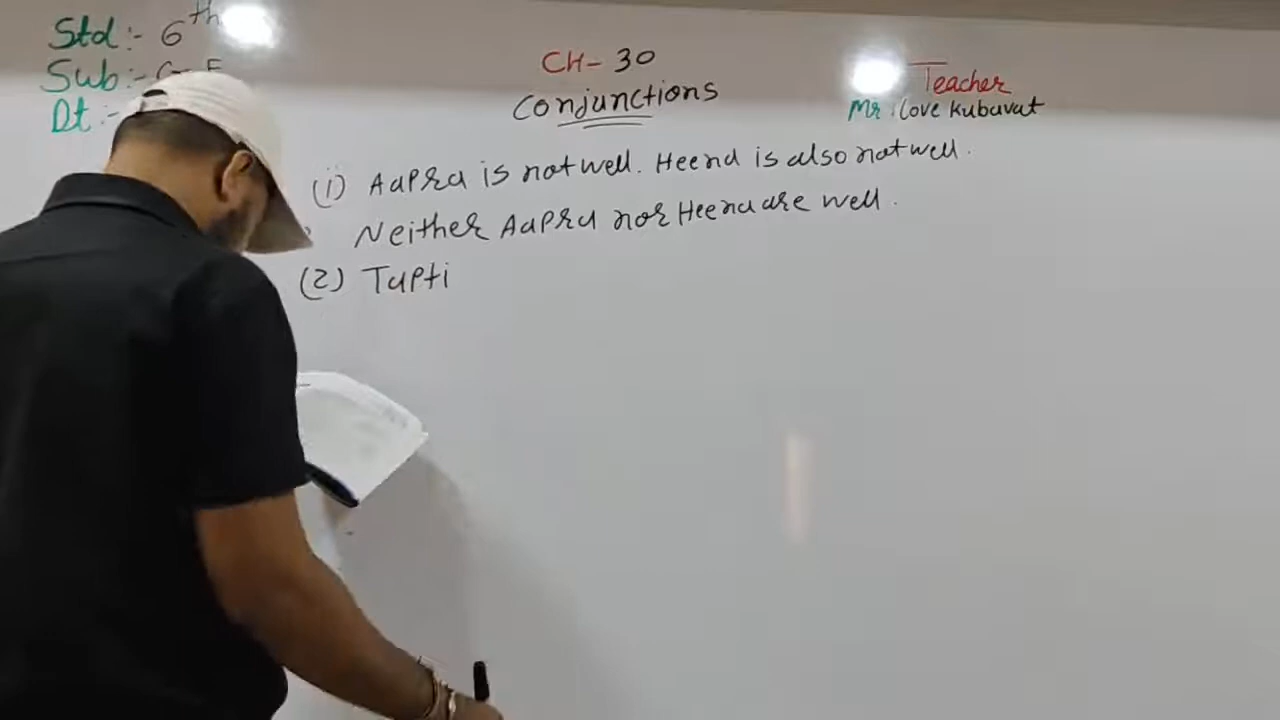 Std :- 6th
Sub :-
Dt :-
CH- 30
Conjunctions
Teacher
Mr. Love Kubavat
(1) Aapra is not well. Heena is also not well.
Neither Aapra nor Heena are well.
(2) Tapti